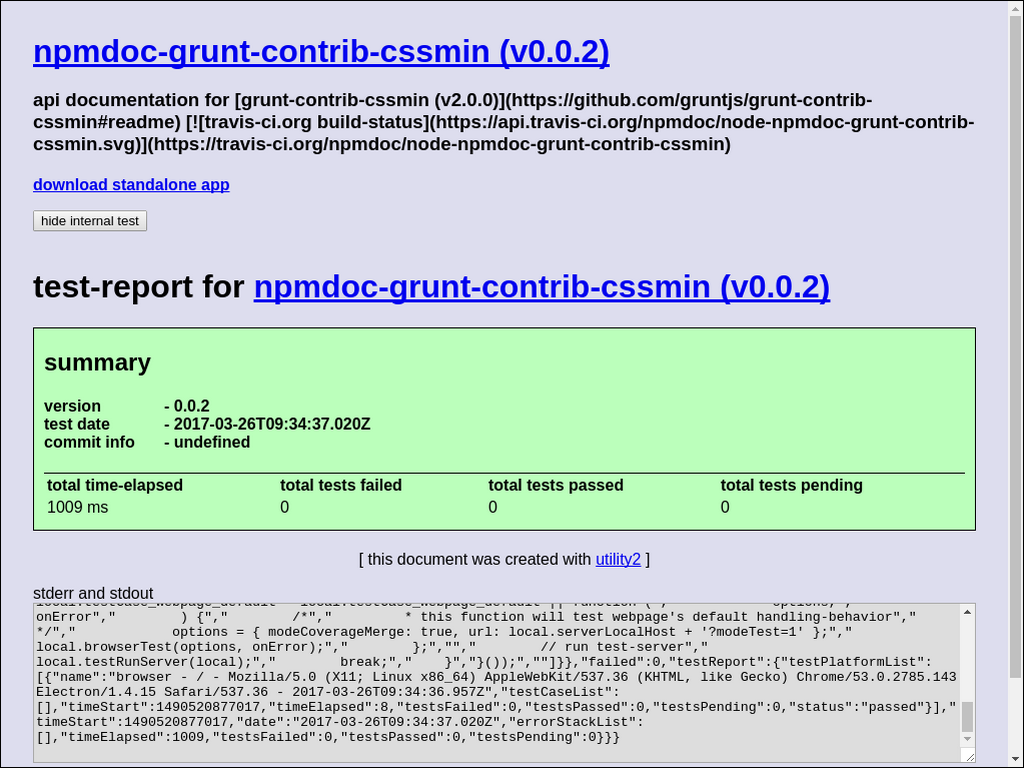 npmdoc-grunt-contrib-cssmin (v0.0.2)
api documentation for [grunt-contrib-cssmin (v2.0.0)](https://github.com/gruntjs/grunt-contrib-
cssmin#readme) [![travis-ci.org build-status](https://api.travis-ci.org/npmdoc/node-npmdoc-grunt-contrib-
cssmin.svg)](https://travis-ci.org/npmdoc/node-npmdoc-grunt-contrib-cssmin)
download standalone app
hide internal test
test-report for npmdoc-grunt-contrib-cssmin (v0.0.2)
summary
version - 0.0.2
test date - 2017-03-26T09:34:37.020Z
commit info - undefined
total time-elapsed total tests failed total tests passed total tests pending
1009 ms 0 0 0
[ this document was created with utility2 ]
stderr and stdout
onError","        ) {","        /*","         * this function will test webpage's default handling-behavior","
*/","            options = { modeCoverageMerge: true, url: local.serverLocalHost + '?modeTest=1' };","
local.browserTest(options, onError);","        };","","        // run test-server","
local.testRunServer(local);","        break;","    }","}());",""]}},"failed":0,"testReport":{"testPlatformList":
[{"name":"browser - / - Mozilla/5.0 (X11; Linux x86_64) AppleWebKit/537.36 (KHTML, like Gecko) Chrome/53.0.2785.143
Electron/1.4.15 Safari/537.36 - 2017-03-26T09:34:36.957Z","testCaseList":
[],"timeStart":1490520877017,"timeElapsed":8,"testsFailed":0,"testsPassed":0,"testsPending":0,"status":"passed"}],"
timeStart":1490520877017,"date":"2017-03-26T09:34:37.020Z","errorStackList":
[],"timeElapsed":1009,"testsFailed":0,"testsPassed":0,"testsPending":0}}}